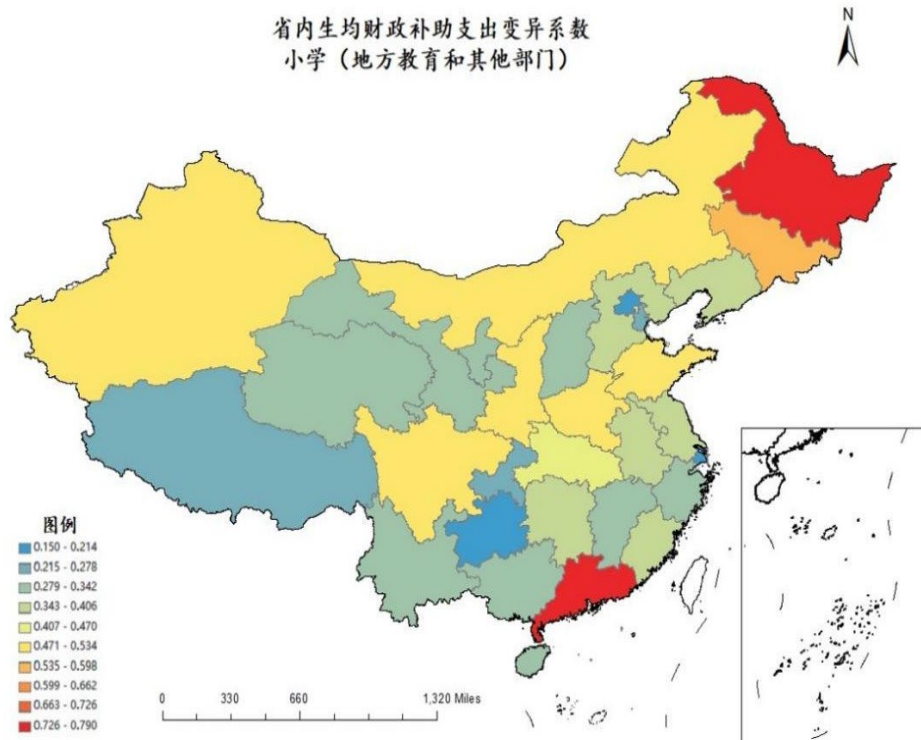 省内生均财政补助支出变异系数
小学（地方教育和其他部门）
N
图例
0.150 - 0.214
0.215 - 0.278
0.279 - 0.342
0.343 - 0.406
0.407 - 0.470
0.471 - 0.534
0.535 - 0.598
0.599 - 0.662
0.663 - 0.726
0.726 - 0.790
0 330 660 1,320 Miles